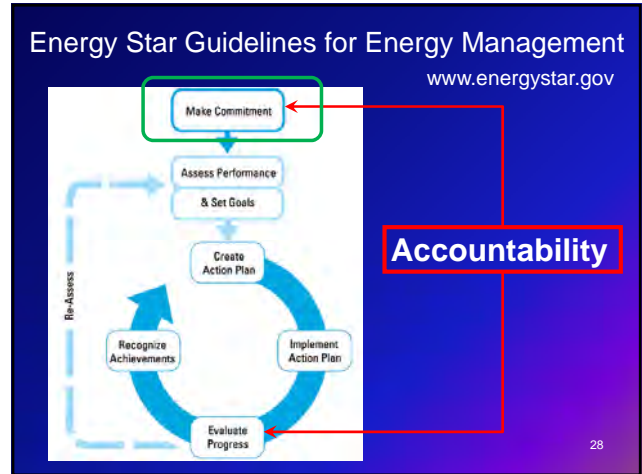 Energy Star Guidelines for Energy Management
www.energystar.gov
Make Commitment
Assess Performance
& Set Goals
Create
Action Plan
Accountability
Re-Assess
Recognize
Achievements
Implement
Action Plan
Evaluate
Progress
28